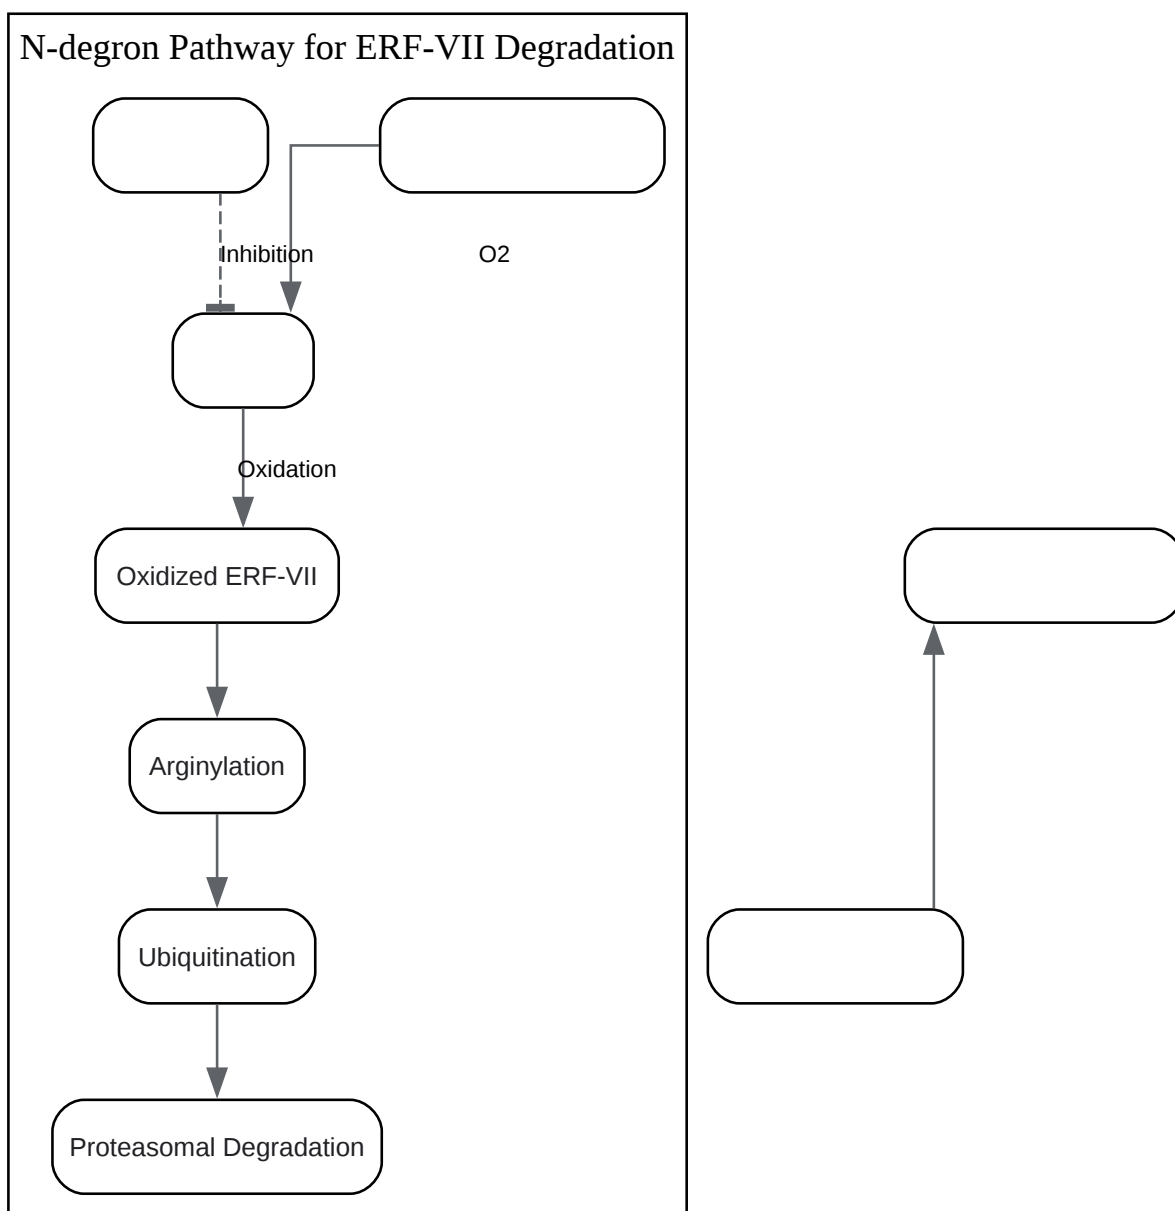 N-degron Pathway for ERF-VII Degradation
Inhibition
O2
Oxidation
Oxidized ERF-VII
Arginylation
Ubiquitination
Proteasomal Degradation